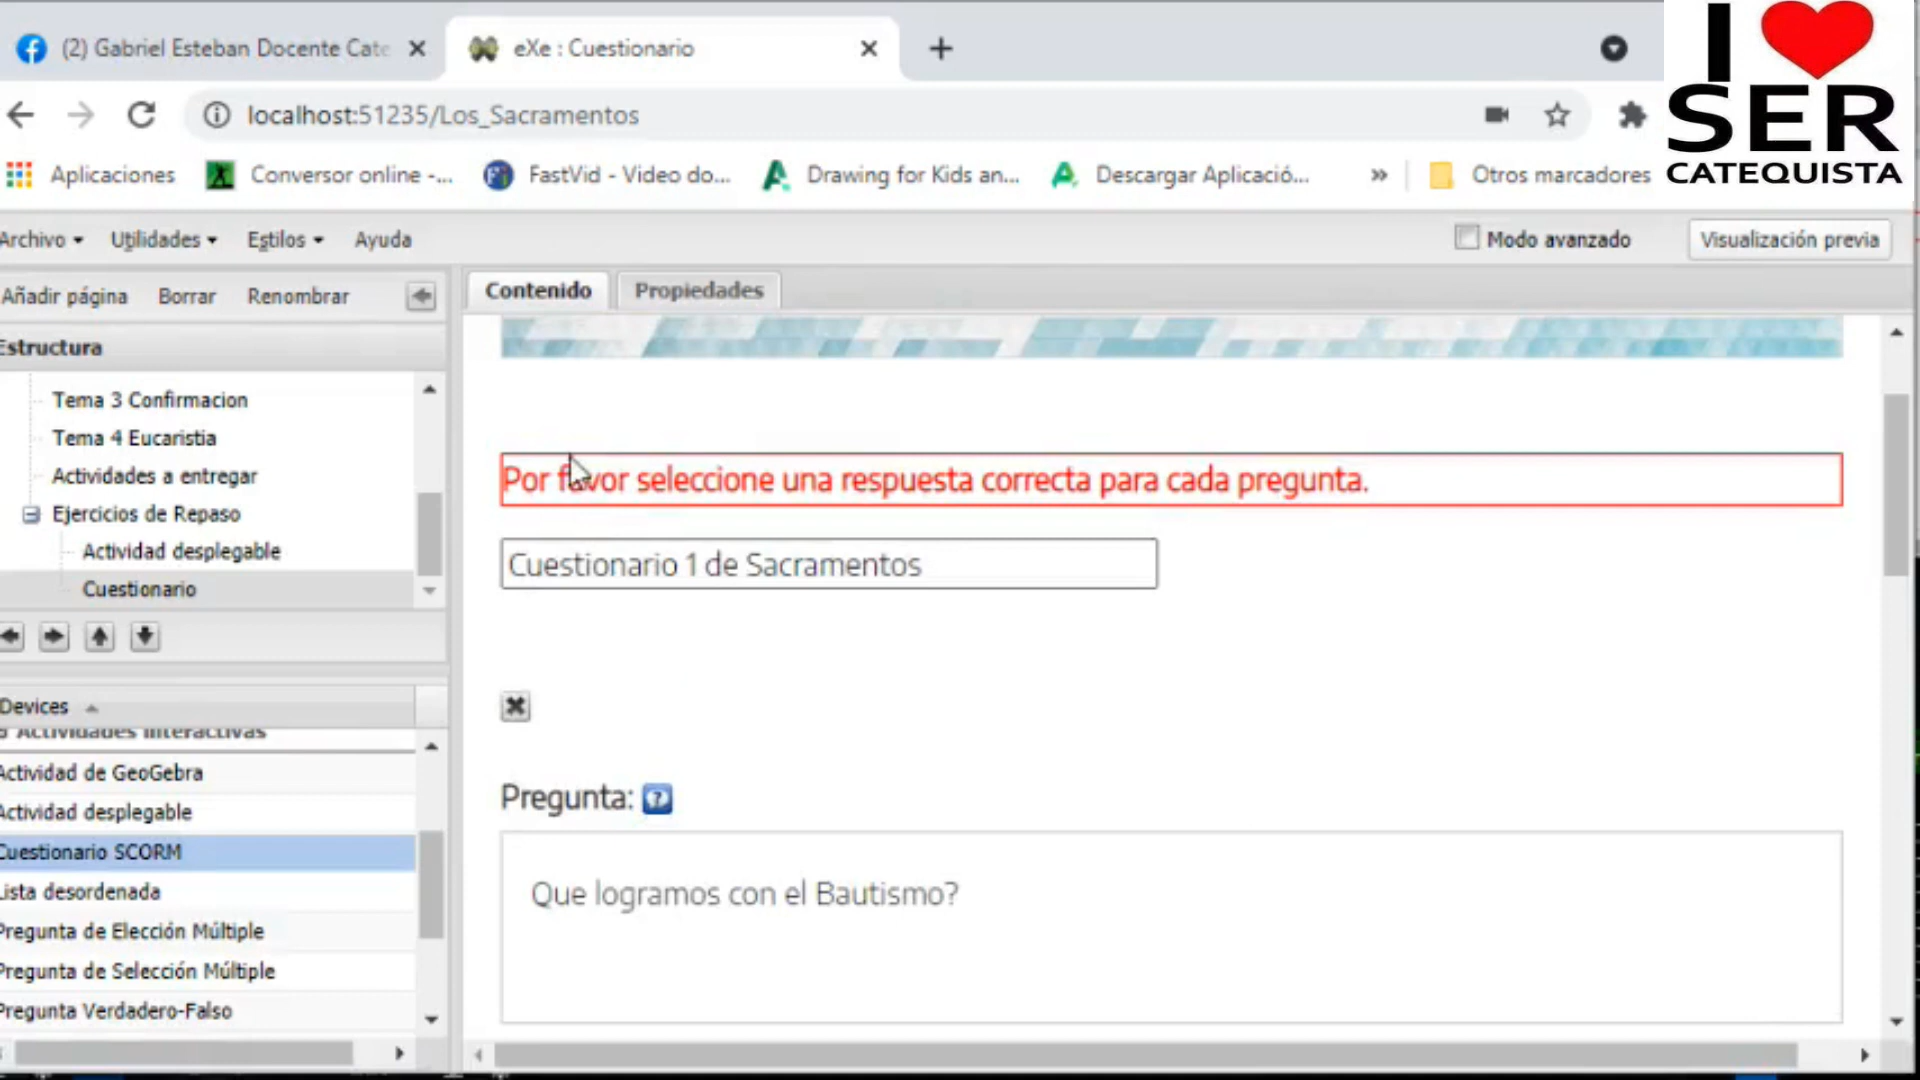 (2) Gabriel Esteban Docente Cate
eXe : Cuestionario
I
SER
CATEQUISTA
localhost:51235/Los_Sacramentos
Aplicaciones
Conversor online -...
FastVid - Video do...
Drawing for Kids an...
Descargar Aplicació...
»
Otros marcadores
Archivo
Utilidades
Estilos
Ayuda
Modo avanzado
Visualización previa
Añadir página
Borrar
Renombrar
Contenido
Propiedades
Estructura
Tema 3 Confirmacion
Tema 4 Eucaristia
Actividades a entregar
Ejercicios de Repaso
Actividad desplegable
Cuestionario
Por favor seleccione una respuesta correcta para cada pregunta.
Cuestionario 1 de Sacramentos
Pregunta:
Que logramos con el Bautismo?
Devices
Actividades interactivas
Actividad de GeoGebra
Actividad desplegable
Cuestionario SCORM
Lista desordenada
Pregunta de Elección Múltiple
Pregunta de Selección Múltiple
Pregunta Verdadero-Falso